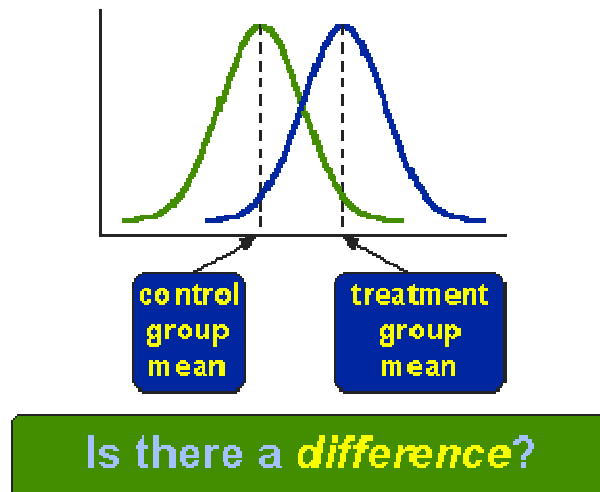 control
group
mean
treatment
group
mean
Is there a difference?